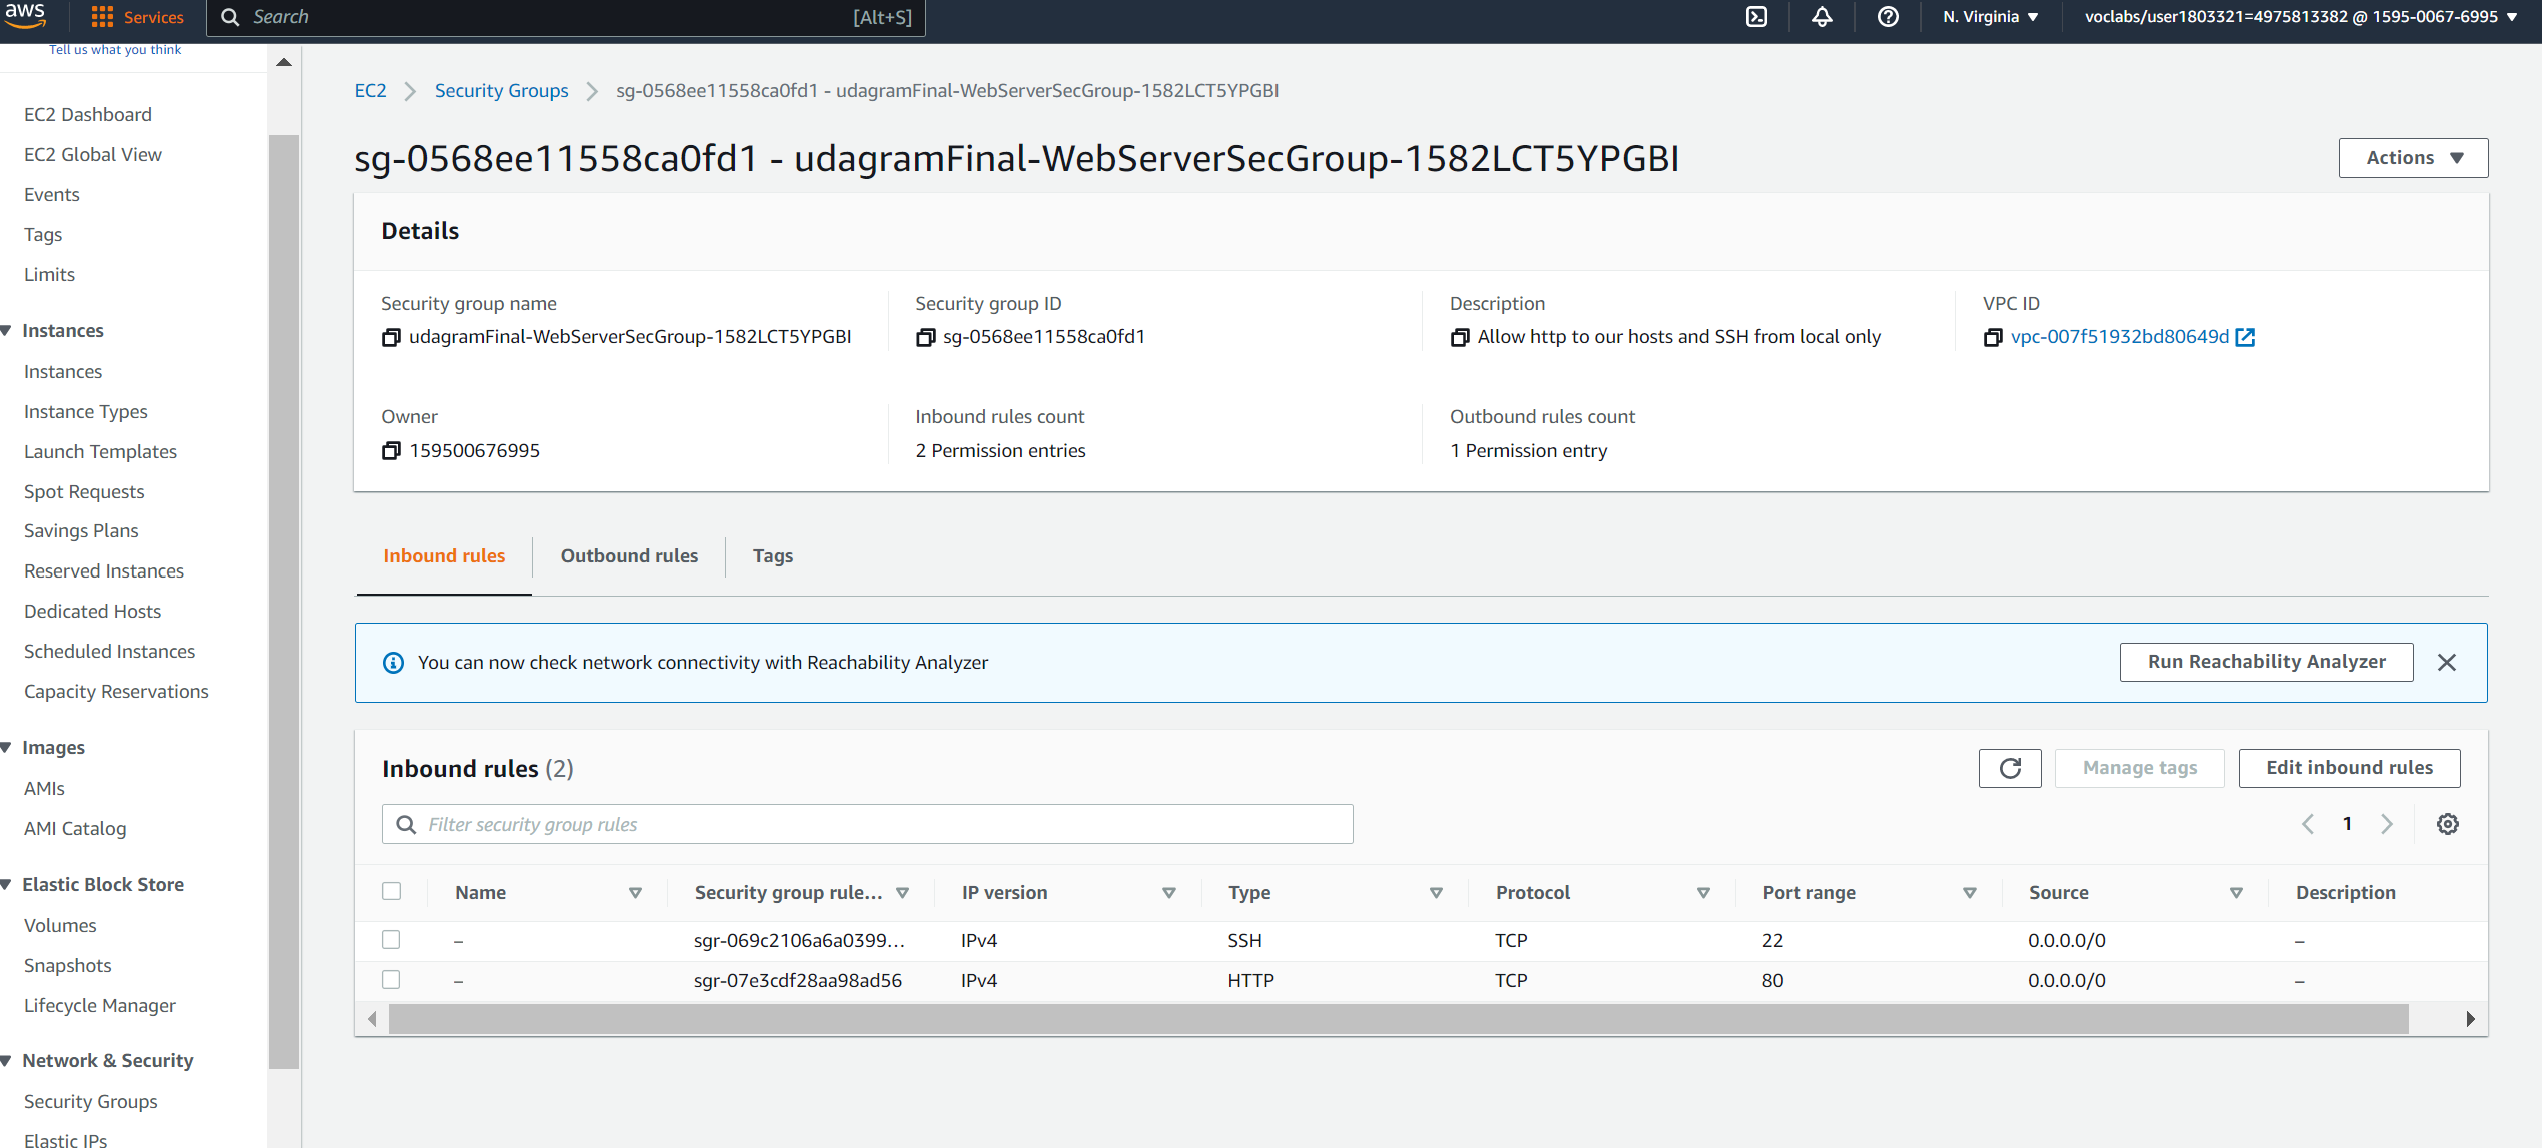 aws
Services
Search
[Alt+S]
N. Virginia
voclabs/user1803321=4975813382 @ 1595-0067-6995
Tell us what you think
EC2 Dashboard
EC2 Global View
Events
Tags
Limits
Instances
Instances
Instance Types
Launch Templates
Spot Requests
Savings Plans
Reserved Instances
Dedicated Hosts
Scheduled Instances
Capacity Reservations
Images
AMIs
AMI Catalog
Elastic Block Store
Volumes
Snapshots
Lifecycle Manager
Network & Security
Security Groups
Elastic IPs
EC2 > Security Groups > sg-0568ee11558ca0fd1 - udagramFinal-WebServerSecGroup-1582LCT5YPGBI
sg-0568ee11558ca0fd1 - udagramFinal-WebServerSecGroup-1582LCT5YPGBI
Actions
Details
Security group name
udagramFinal-WebServerSecGroup-1582LCT5YPGBI
Security group ID
sg-0568ee11558ca0fd1
Description
Allow http to our hosts and SSH from local only
VPC ID
vpc-007f51932bd80649d
Owner
159500676995
Inbound rules count
2 Permission entries
Outbound rules count
1 Permission entry
Inbound rules
Outbound rules
Tags
You can now check network connectivity with Reachability Analyzer
Run Reachability Analyzer
Inbound rules (2)
Manage tags
Edit inbound rules
Filter security group rules
1
Name Security group rule... IP version Type Protocol Port range Source Description
– sgr-069c2106a6a0399... IPv4 SSH TCP 22 0.0.0.0/0 –
– sgr-07e3cdf28aa98ad56 IPv4 HTTP TCP 80 0.0.0.0/0 –